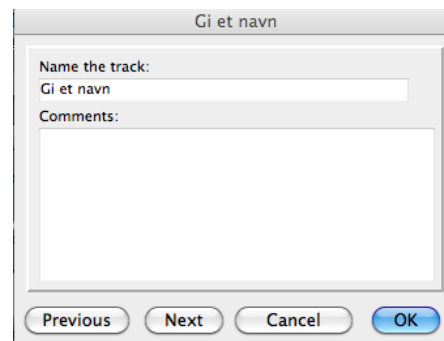 Gi et navn
Name the track:
Gi et navn
Comments:
Previous Next Cancel OK